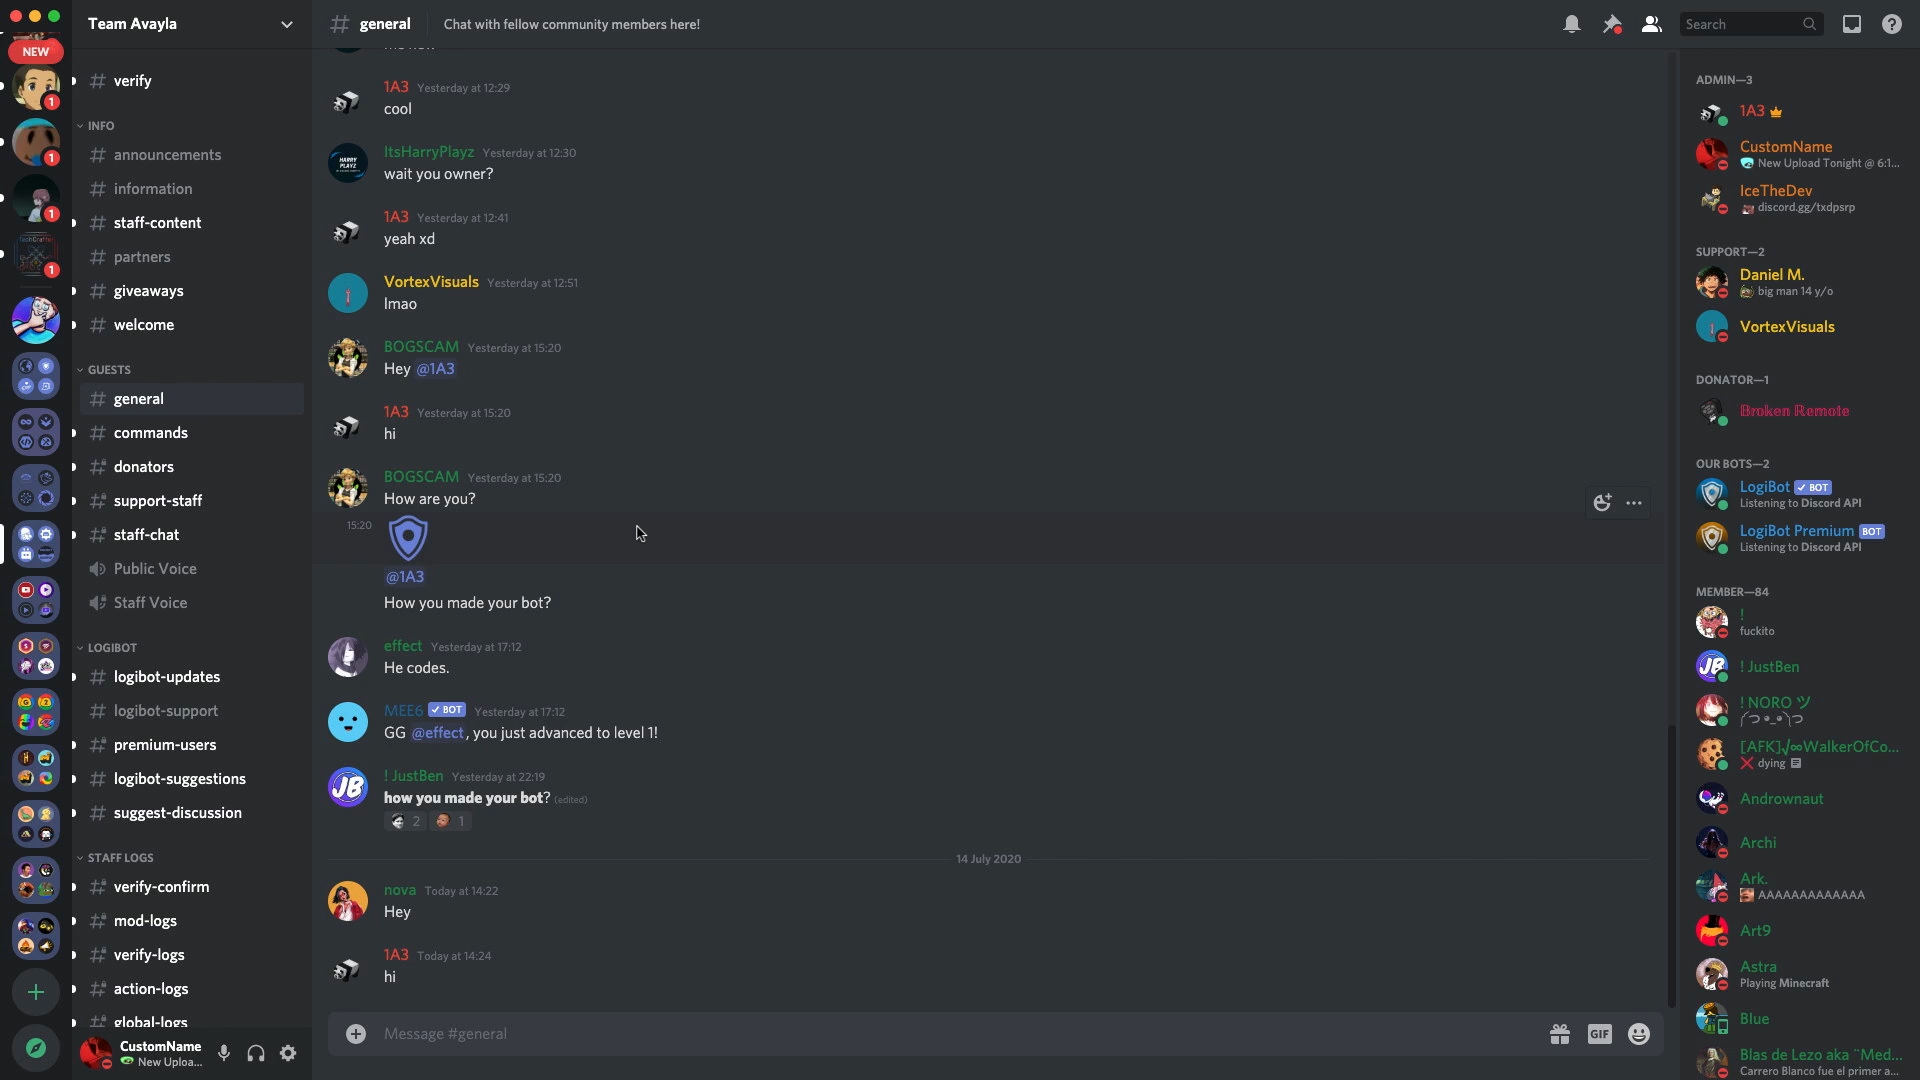 NEW
1
1
1
1
Team Avayla
verify
INFO
announcements
information
staff-content
partners
giveaways
welcome
GUESTS
general
commands
donators
support-staff
staff-chat
Public Voice
Staff Voice
LOGIBOT
logibot-updates
logibot-support
premium-users
logibot-suggestions
suggest-discussion
STAFF LOGS
verify-confirm
mod-logs
verify-logs
action-logs
global-logs
CustomName
New Uploa...
general
Chat with fellow community members here!
Search
1A3 Yesterday at 12:29
cool
ItsHarryPlayz Yesterday at 12:30
wait you owner?
1A3 Yesterday at 12:41
yeah xd
VortexVisuals Yesterday at 12:51
lmao
BOGSCAM Yesterday at 15:20
Hey @1A3
1A3 Yesterday at 15:20
hi
BOGSCAM Yesterday at 15:20
How are you?
15:20
@1A3
How you made your bot?
effect Yesterday at 17:12
He codes.
MEE6 BOT Yesterday at 17:12
GG @effect, you just advanced to level 1!
JB
! JustBen Yesterday at 22:19
how you made your bot? (edited)
2 1
14 July 2020
nova Today at 14:22
Hey
1A3 Today at 14:24
hi
Message #general
GIF
ADMIN—3
1A3
CustomName
New Upload Tonight @ 6:1...
IceTheDev
discord.gg/txdpsrp
SUPPORT—2
Daniel M.
big man 14 y/o
VortexVisuals
DONATOR—1
𝔹𝕣𝕠𝕜𝕖𝕟 ℝ𝕖𝕞𝕠𝕥𝕖
OUR BOTS—2
LogiBot BOT
Listening to Discord API
LogiBot Premium BOT
Listening to Discord API
MEMBER—84
!
fuckito
JB
! JustBen
! NORO ツ
[AFK]√∞WalkerOfCo...
dying
Andrownaut
Archi
Ark.
AAAAAAAAAAAAA
Art9
Astra
Playing Minecraft
Blue
Blas de Lezo aka ¨Med...
Carrero Blanco fue el primer a...